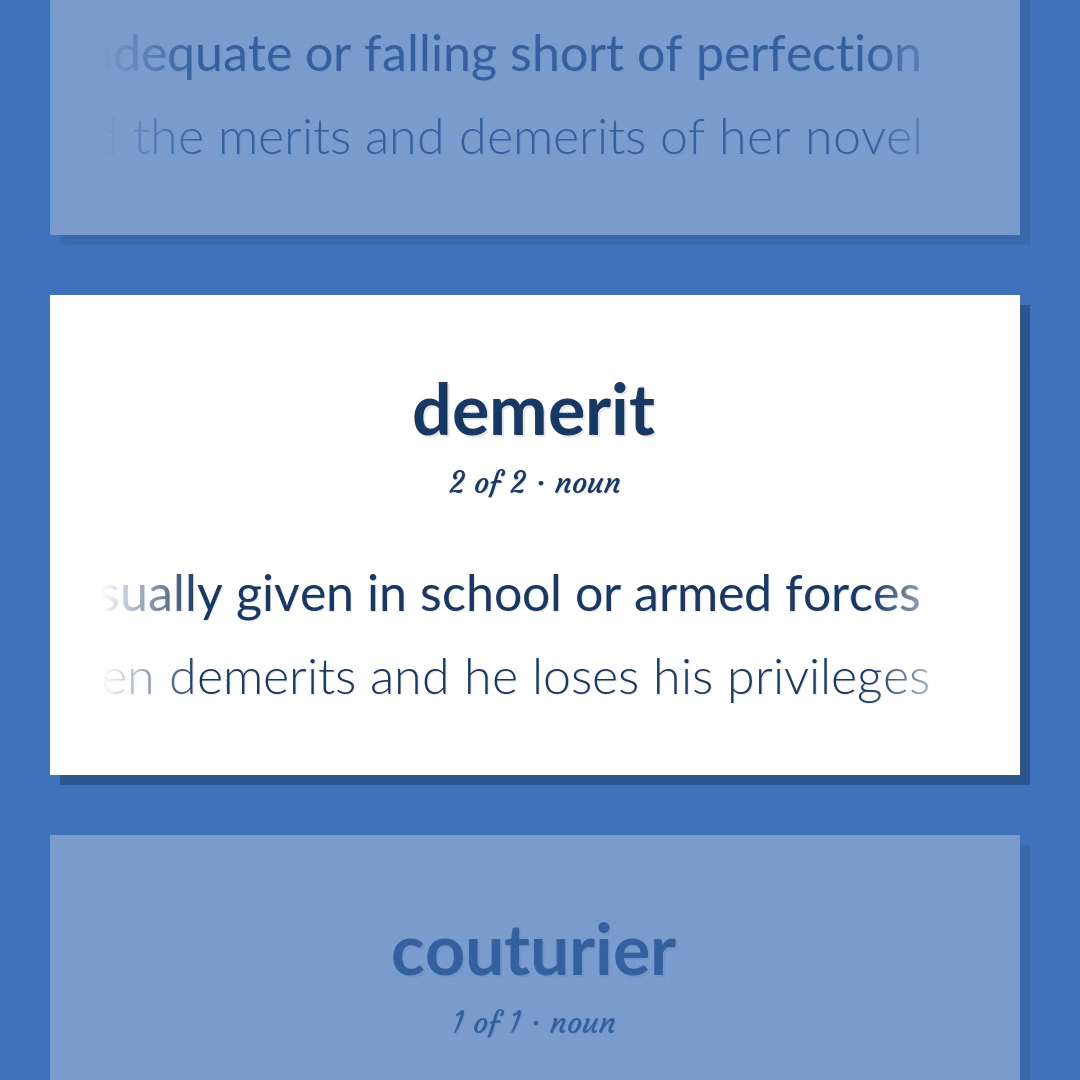 adequate or falling short of perfection
the merits and demerits of her novel
demerit
2 of 2 · noun
sually given in school or armed forces
en demerits and he loses his privileges
couturier
1 of 1 · noun